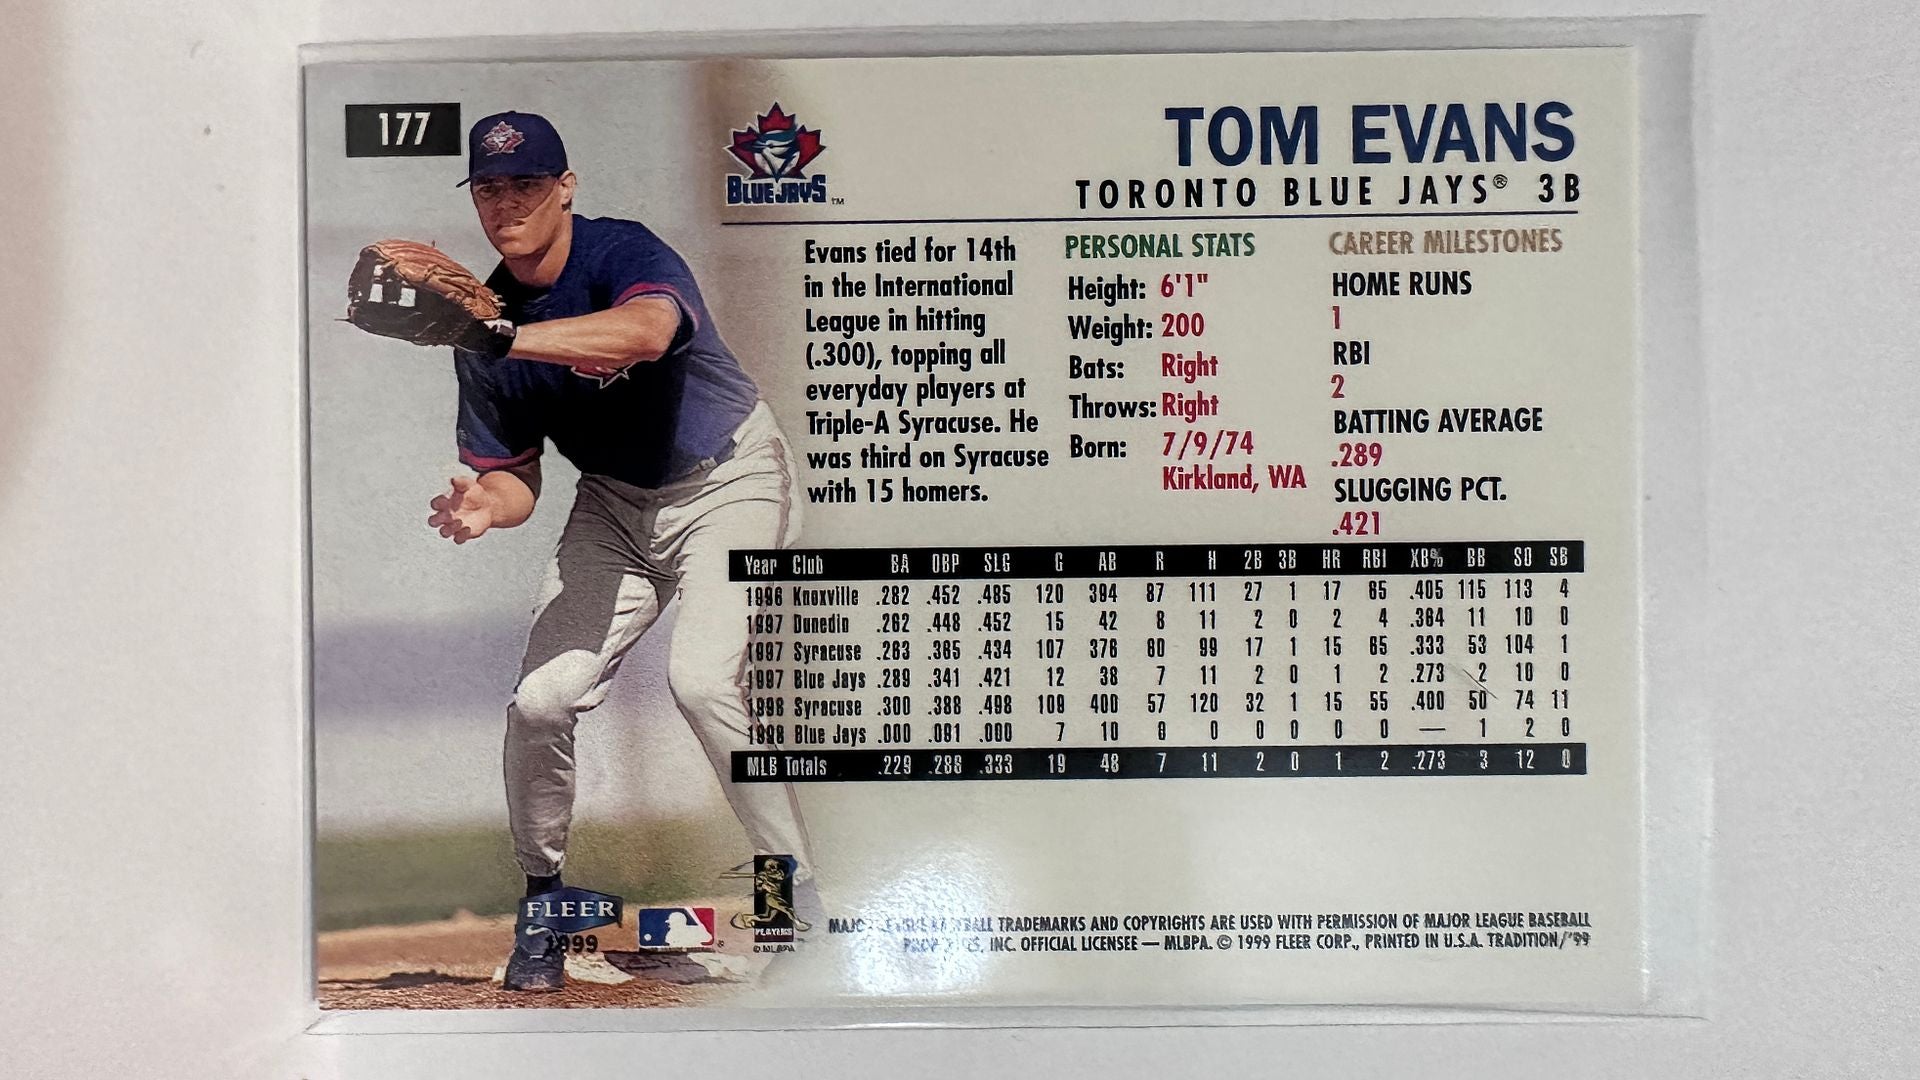 177
BLUE JAYS ™
TOM EVANS
TORONTO BLUE JAYS® 3B
Evans tied for 14th
in the International
League in hitting
(.300), topping all
everyday players at
Triple-A Syracuse. He
was third on Syracuse
with 15 homers.
PERSONAL STATS
Height: 6'1"
Weight: 200
Bats: Right
Throws: Right
Born: 7/9/74
Kirkland, WA
CAREER MILESTONES
HOME RUNS
1
RBI
2
BATTING AVERAGE
.289
SLUGGING PCT.
.421
Year Club BA OBP SLG G AB R H 2B 3B HR RBI XB% BB SO SB
1996 Knoxville .282 .452 .485 120 394 87 111 27 1 17 65 .405 115 113 4
1997 Dunedin .262 .448 .452 15 42 8 11 2 0 2 4 .364 11 10 0
1997 Syracuse .263 .385 .434 107 376 60 99 17 1 15 65 .333 53 104 1
1997 Blue Jays .289 .341 .421 12 38 7 11 2 0 1 2 .273 2 10 0
1998 Syracuse .300 .388 .498 109 400 57 120 32 1 15 55 .400 50 74 11
1998 Blue Jays .000 .091 .000 7 10 0 0 0 0 0 0 — 1 2 0
MLB Totals .229 .288 .333 19 48 7 11 2 0 1 2 .273 3 12 0
FLEER
1999
PLAYERS
© MLBPA
MAJOR LEAGUE BASEBALL TRADEMARKS AND COPYRIGHTS ARE USED WITH PERMISSION OF MAJOR LEAGUE BASEBALL
PROPERTIES, INC. OFFICIAL LICENSEE — MLBPA. © 1999 FLEER CORP., PRINTED IN U.S.A. TRADITION/'99